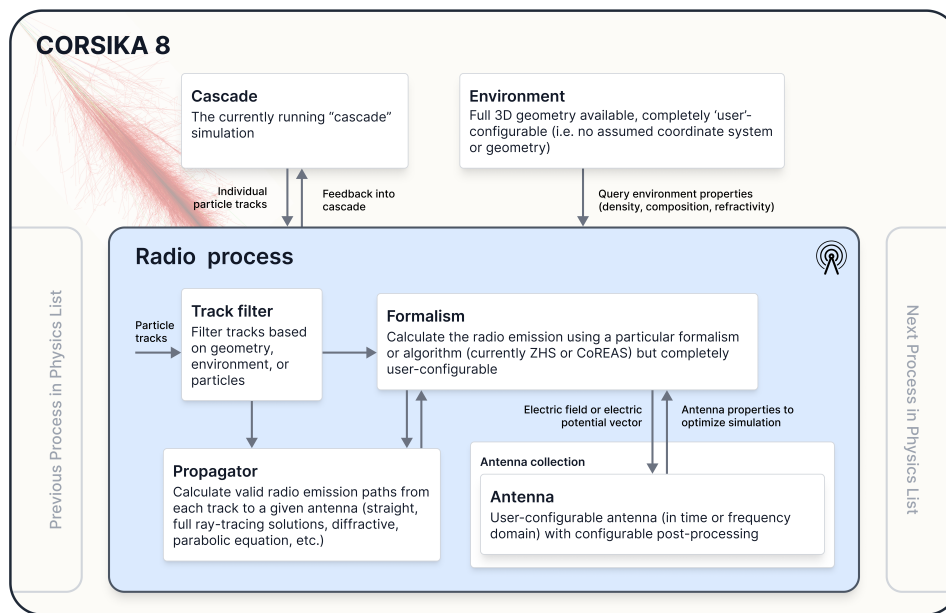 CORSIKA 8
Cascade
The currently running “cascade”
simulation
Environment
Full 3D geometry available, completely ‘user’-
configurable (i.e. no assumed coordinate system
or geometry)
Individual
particle tracks
Feedback into
cascade
Query environment properties
(density, composition, refractivity)
Previous Process in Physics List
Radio process
Particle
tracks
Track filter
Filter tracks based
on geometry,
environment, or
particles
Formalism
Calculate the radio emission using a particular formalism
or algorithm (currently ZHS or CoREAS) but completely
user-configurable
Electric field or electric
potential vector
Antenna properties to
optimize simulation
Propagator
Calculate valid radio emission paths from
each track to a given antenna (straight,
full ray-tracing solutions, diffractive,
parabolic equation, etc.)
Antenna collection
Antenna
User-configurable antenna (in time or frequency
domain) with configurable post-processing
Next Process in Physics List